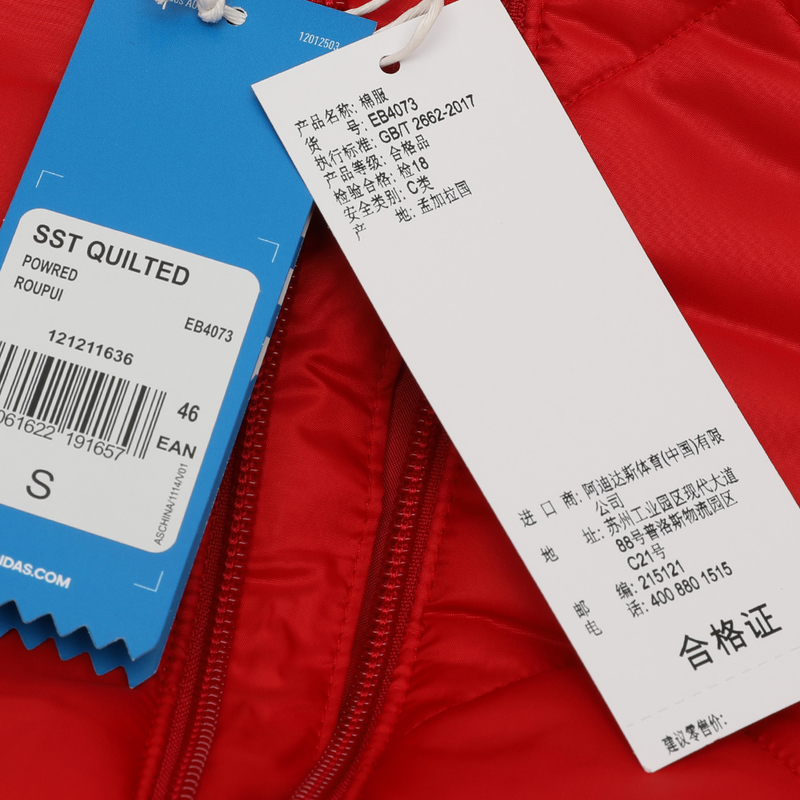 12012503
SST QUILTED
POWRED
ROUPUI
EB4073
121211636
061622 191657
46
EAN
S
ASCHINA/1114/V01
IDAS.COM
产品名称: 棉服
货 号: EB4073
执行标准: GB/T 2662-2017
产品等级: 合格品
检验合格: 检18
安全类别: C类
产 地: 孟加拉国
进 口 商: 阿迪达斯体育(中国)有限
公司
地 址: 苏州工业园区现代大道
88号普洛斯物流园区
C21号
邮 编: 215121
电 话: 400 880 1515
合格证
建议零售价: